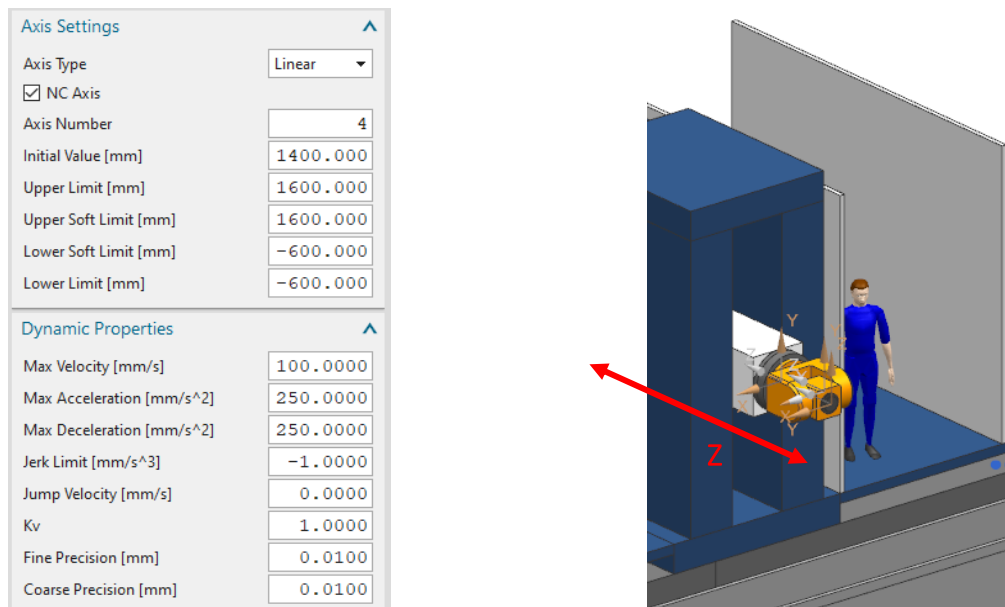 Axis Settings
Axis Type Linear
NC Axis
Axis Number 4
Initial Value [mm] 1400.000
Upper Limit [mm] 1600.000
Upper Soft Limit [mm] 1600.000
Lower Soft Limit [mm] -600.000
Lower Limit [mm] -600.000
Dynamic Properties
Max Velocity [mm/s] 100.0000
Max Acceleration [mm/s^2] 250.0000
Max Deceleration [mm/s^2] 250.0000
Jerk Limit [mm/s^3] -1.0000
Jump Velocity [mm/s] 0.0000
Kv 1.0000
Fine Precision [mm] 0.0100
Coarse Precision [mm] 0.0100
Y
Z
Z
X
X
Y
Z